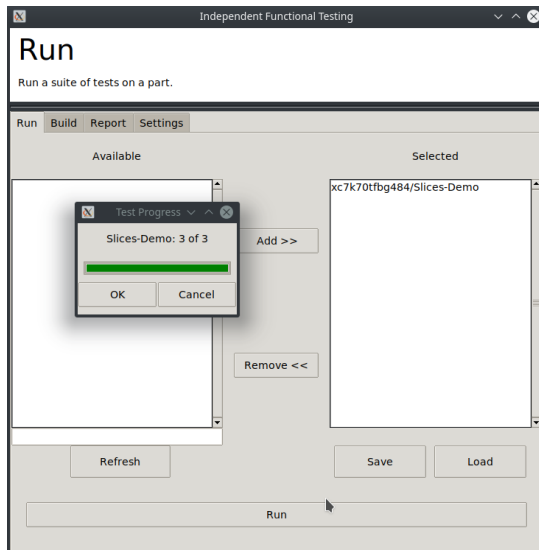 Independent Functional Testing
Run
Run a suite of tests on a part.
Run Build Report Settings
Available
Selected
xc7k70tfbg484/Slices-Demo
Test Progress
Slices-Demo: 3 of 3
OK
Cancel
Add >>
Remove <<
Refresh
Save
Load
Run